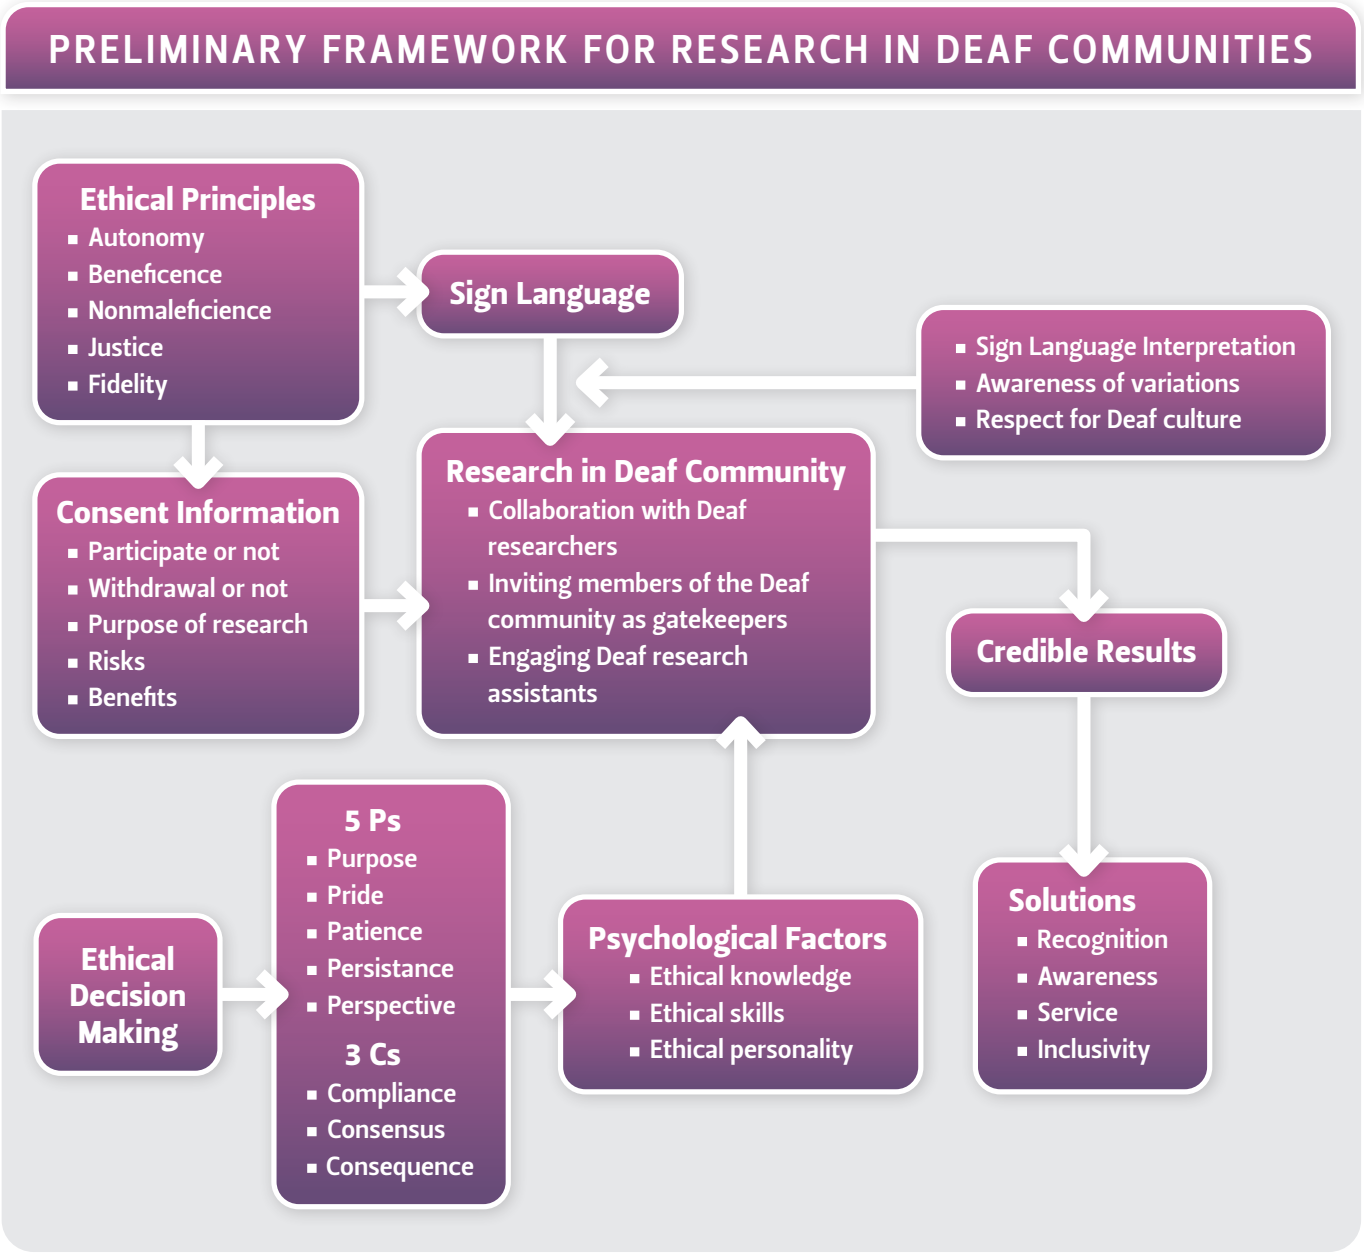 PRELIMINARY FRAMEWORK FOR RESEARCH IN DEAF COMMUNITIES
Ethical Principles
▪ Autonomy
▪ Beneficence
▪ Nonmaleficience
▪ Justice
▪ Fidelity
Sign Language
▪ Sign Language Interpretation
▪ Awareness of variations
▪ Respect for Deaf culture
Consent Information
▪ Participate or not
▪ Withdrawal or not
▪ Purpose of research
▪ Risks
▪ Benefits
Research in Deaf Community
▪ Collaboration with Deaf
researchers
▪ Inviting members of the Deaf
community as gatekeepers
▪ Engaging Deaf research
assistants
Credible Results
Ethical
Decision
Making
5 Ps
▪ Purpose
▪ Pride
▪ Patience
▪ Persistance
▪ Perspective
3 Cs
▪ Compliance
▪ Consensus
▪ Consequence
Psychological Factors
▪ Ethical knowledge
▪ Ethical skills
▪ Ethical personality
Solutions
▪ Recognition
▪ Awareness
▪ Service
▪ Inclusivity